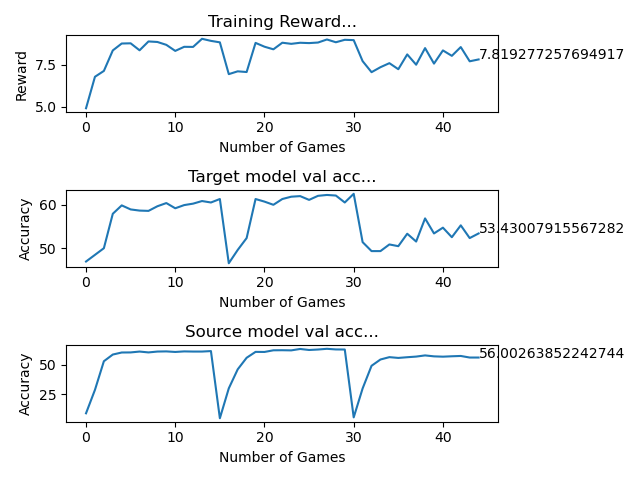 Training Reward...
7.5
5.0
Reward
7.819277257694917
0 10 20 30 40
Number of Games
Target model val acc...
60
50
Accuracy
53.43007915567282
0 10 20 30 40
Number of Games
Source model val acc...
50
25
Accuracy
56.00263852242744
0 10 20 30 40
Number of Games